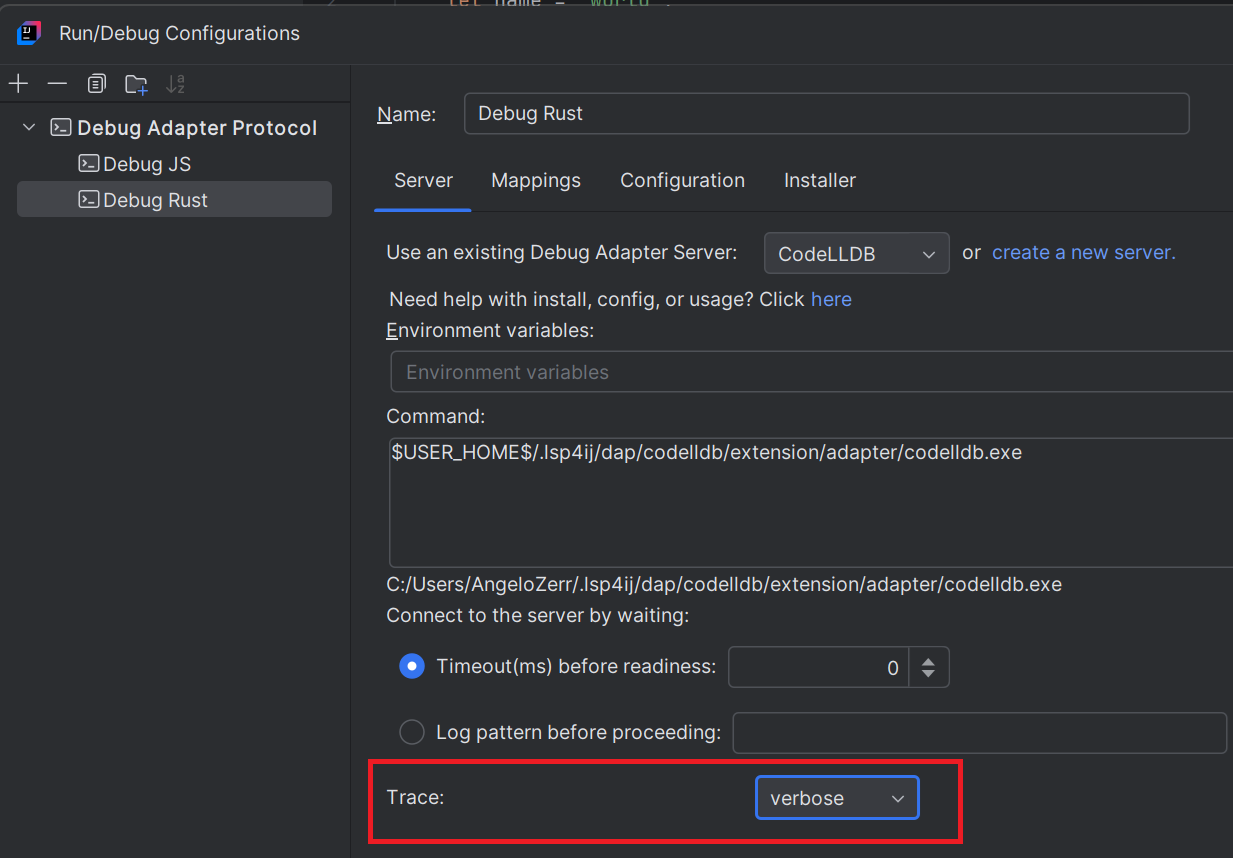 let name =
Run/Debug Configurations
Debug Adapter Protocol
Debug JS
Debug Rust
Name: Debug Rust
Server Mappings Configuration Installer
Use an existing Debug Adapter Server: CodeLLDB or create a new server.
Need help with install, config, or usage? Click here
Environment variables:
Environment variables
Command:
$USER_HOME$/.lsp4ij/dap/codelldb/extension/adapter/codelldb.exe
C:/Users/AngeloZerr/.lsp4ij/dap/codelldb/extension/adapter/codelldb.exe
Connect to the server by waiting:
Timeout(ms) before readiness: 0
Log pattern before proceeding:
Trace: verbose